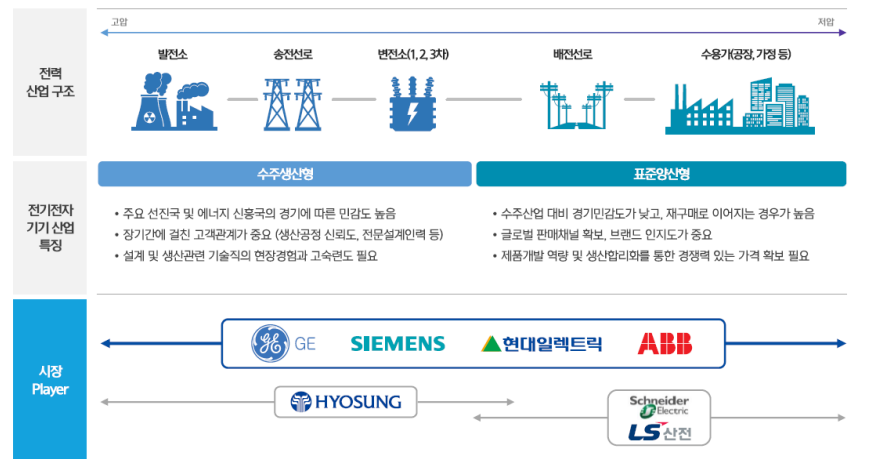 고압
저압
전력
산업 구조
발전소
송전선로
변전소(1, 2, 3차)
배전선로
수용가(공장, 가정 등)
전기전자
기기 산업
특징
수주생산형
• 주요 선진국 및 에너지 신흥국의 경기에 따른 민감도 높음
• 장기간에 걸친 고객관계가 중요 (생산공정 신뢰도, 전문설계인력 등)
• 설계 및 생산관련 기술직의 현장경험과 고숙련도 필요
표준양산형
• 수주산업 대비 경기민감도가 낮고, 재구매로 이어지는 경우가 높음
• 글로벌 판매채널 확보, 브랜드 인지도가 중요
• 제품개발 역량 및 생산합리화를 통한 경쟁력 있는 가격 확보 필요
시장
Player
GE
SIEMENS
현대일렉트릭
ABB
HYOSUNG
Schneider
Electric
LS산전